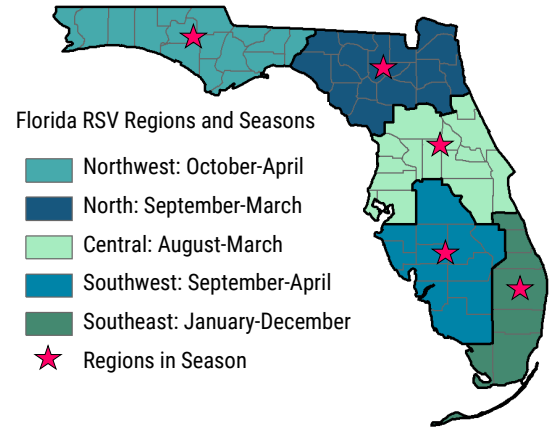 Florida RSV Regions and Seasons
Northwest: October-April
North: September-March
Central: August-March
Southwest: September-April
Southeast: January-December
Regions in Season